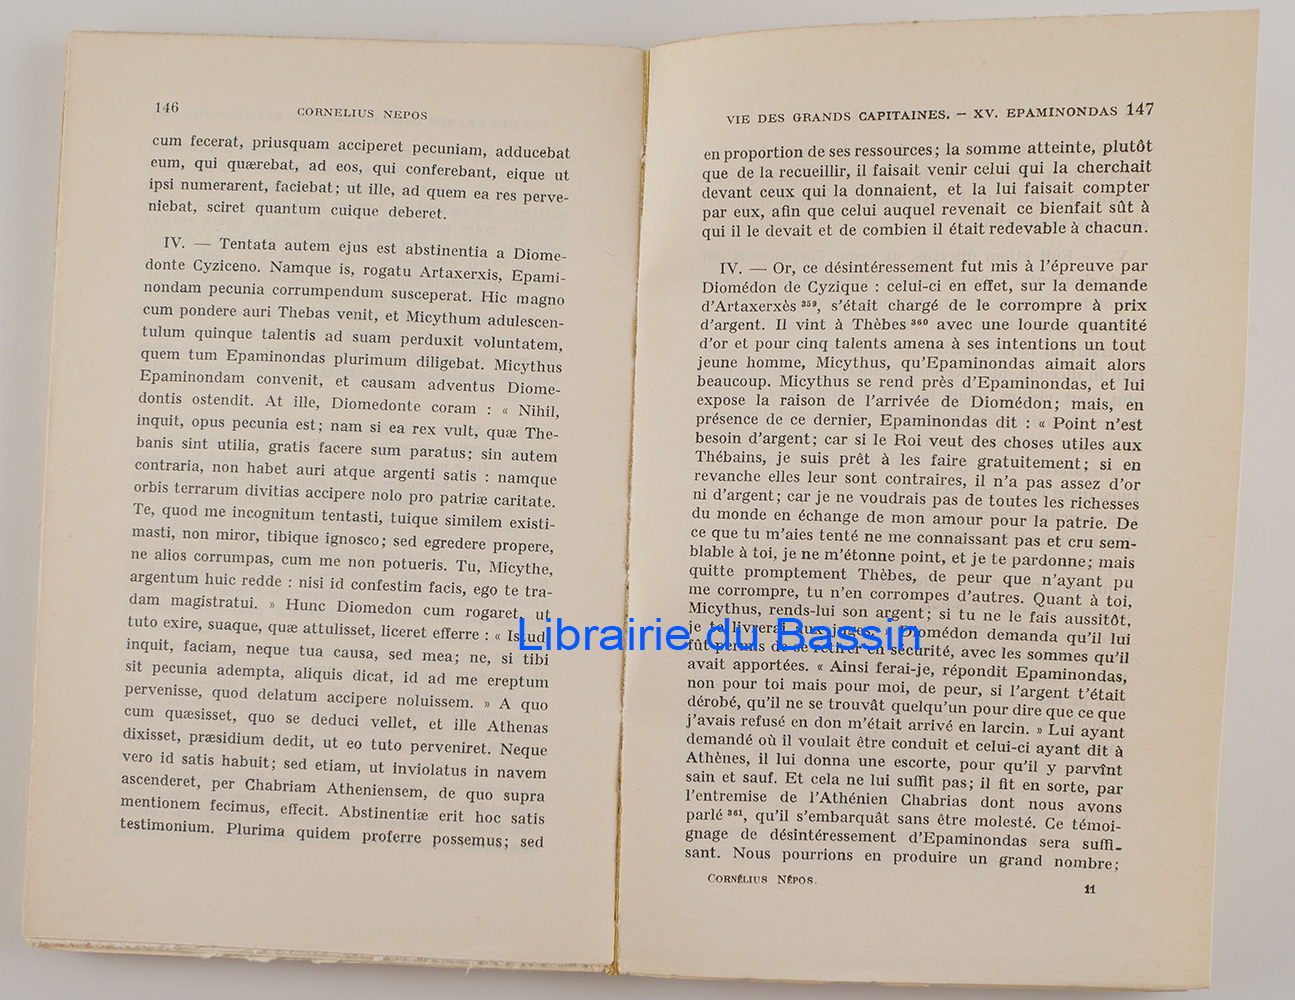 146
CORNELIUS NEPOS
cum fecerat, priusquam acciperet pecuniam, adducebat
eum, qui quærebat, ad eos, qui conferebant, eique ut
ipsi numerarent, faciebat; ut ille, ad quem ea res perve-
niebat, sciret quantum cuique deberet.
IV. — Tentata autem ejus est abstinentia a Diome-
donte Cyziceno. Namque is, rogatu Artaxerxis, Epami-
nondam pecunia corrumpendum susceperat. Hic magno
cum pondere auri Thebas venit, et Micythum adulescen-
tulum quinque talentis ad suam perduxit voluntatem,
quem tum Epaminondas plurimum diligebat. Micythus
Epaminondam convenit, et causam adventus Diome-
dontis ostendit. At ille, Diomedonte coram : « Nihil,
inquit, opus pecunia est; nam si ea rex vult, quæ The-
banis sint utilia, gratis facere sum paratus; sin autem
contraria, non habet auri atque argenti satis : namque
orbis terrarum divitias accipere nolo pro patriæ caritate.
Te, quod me incognitum tentasti, tuique similem existi-
masti, non miror, tibique ignosco; sed egredere propere,
ne alios corrumpas, cum me non potueris. Tu, Micythe,
argentum huic redde : nisi id confestim facis, ego te tra-
dam magistratui. » Hunc Diomedon cum rogaret, ut
tuto exire, suaque, quæ attulisset, liceret efferre : « Istud,
inquit, faciam, neque tua causa, sed mea; ne, si tibi
sit pecunia adempta, aliquis dicat, id ad me ereptum
pervenisse, quod delatum accipere noluissem. » A quo
cum quæsisset, quo se deduci vellet, et ille Athenas
dixisset, præsidium dedit, ut eo tuto perveniret. Neque
vero id satis habuit; sed etiam, ut inviolatus in navem
ascenderet, per Chabriam Atheniensem, de quo supra
mentionem fecimus, effecit. Abstinentiæ erit hoc satis
testimonium. Plurima quidem proferre possemus; sed
VIE DES GRANDS CAPITAINES. — XV. EPAMINONDAS 147
en proportion de ses ressources; la somme atteinte, plutôt
que de la recueillir, il faisait venir celui qui la cherchait
devant ceux qui la donnaient, et la lui faisait compter
par eux, afin que celui auquel revenait ce bienfait sût à
qui il le devait et de combien il était redevable à chacun.
IV. — Or, ce désintéressement fut mis à l'épreuve par
Diomédon de Cyzique : celui-ci en effet, sur la demande
d'Artaxerxès 359, s'était chargé de le corrompre à prix
d'argent. Il vint à Thèbes 360 avec une lourde quantité
d'or et pour cinq talents amena à ses intentions un tout
jeune homme, Micythus, qu'Epaminondas aimait alors
beaucoup. Micythus se rend près d'Epaminondas, et lui
expose la raison de l'arrivée de Diomédon; mais, en
présence de ce dernier, Epaminondas dit : « Point n'est
besoin d'argent; car si le Roi veut des choses utiles aux
Thébains, je suis prêt à les faire gratuitement; si en
revanche elles leur sont contraires, il n'a pas assez d'or
ni d'argent; car je ne voudrais pas de toutes les richesses
du monde en échange de mon amour pour la patrie. De
ce que tu m'aies tenté ne me connaissant pas et cru sem-
blable à toi, je ne m'étonne point, et je te pardonne; mais
quitte promptement Thèbes, de peur que n'ayant pu
me corrompre, tu n'en corrompes d'autres. Quant à toi,
Micythus, rends-lui son argent; si tu ne le fais aussitôt,
je te livrerai aux juges. » Diomédon demanda qu'il lui
fût permis de se retirer en sécurité, avec les sommes qu'il
avait apportées. « Ainsi ferai-je, répondit Epaminondas,
non pour toi mais pour moi, de peur, si l'argent t'était
dérobé, qu'il ne se trouvât quelqu'un pour dire que ce que
j'avais refusé en don m'était arrivé en larcin. » Lui ayant
demandé où il voulait être conduit et celui-ci ayant dit à
Athènes, il lui donna une escorte, pour qu'il y parvînt
sain et sauf. Et cela ne lui suffit pas; il fit en sorte, par
l'entremise de l'Athénien Chabrias dont nous avons
parlé 361, qu'il s'embarquât sans être molesté. Ce témoi-
gnage de désintéressement d'Epaminondas sera suffi-
sant. Nous pourrions en produire un grand nombre;
CORNÉLIUS NÉPOS.
11
Librairie du Bassin